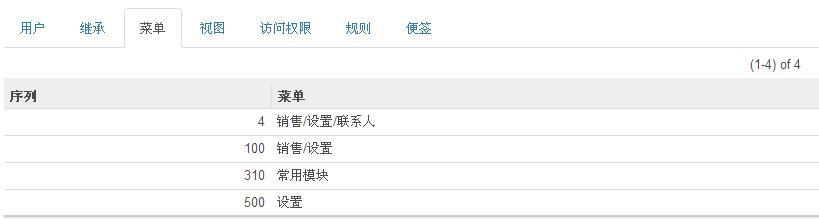 用户 继承 菜单 视图 访问权限 规则 便签
(1-4) of 4
序列 菜单
4 销售/设置/联系人
100 销售/设置
310 常用模块
500 设置